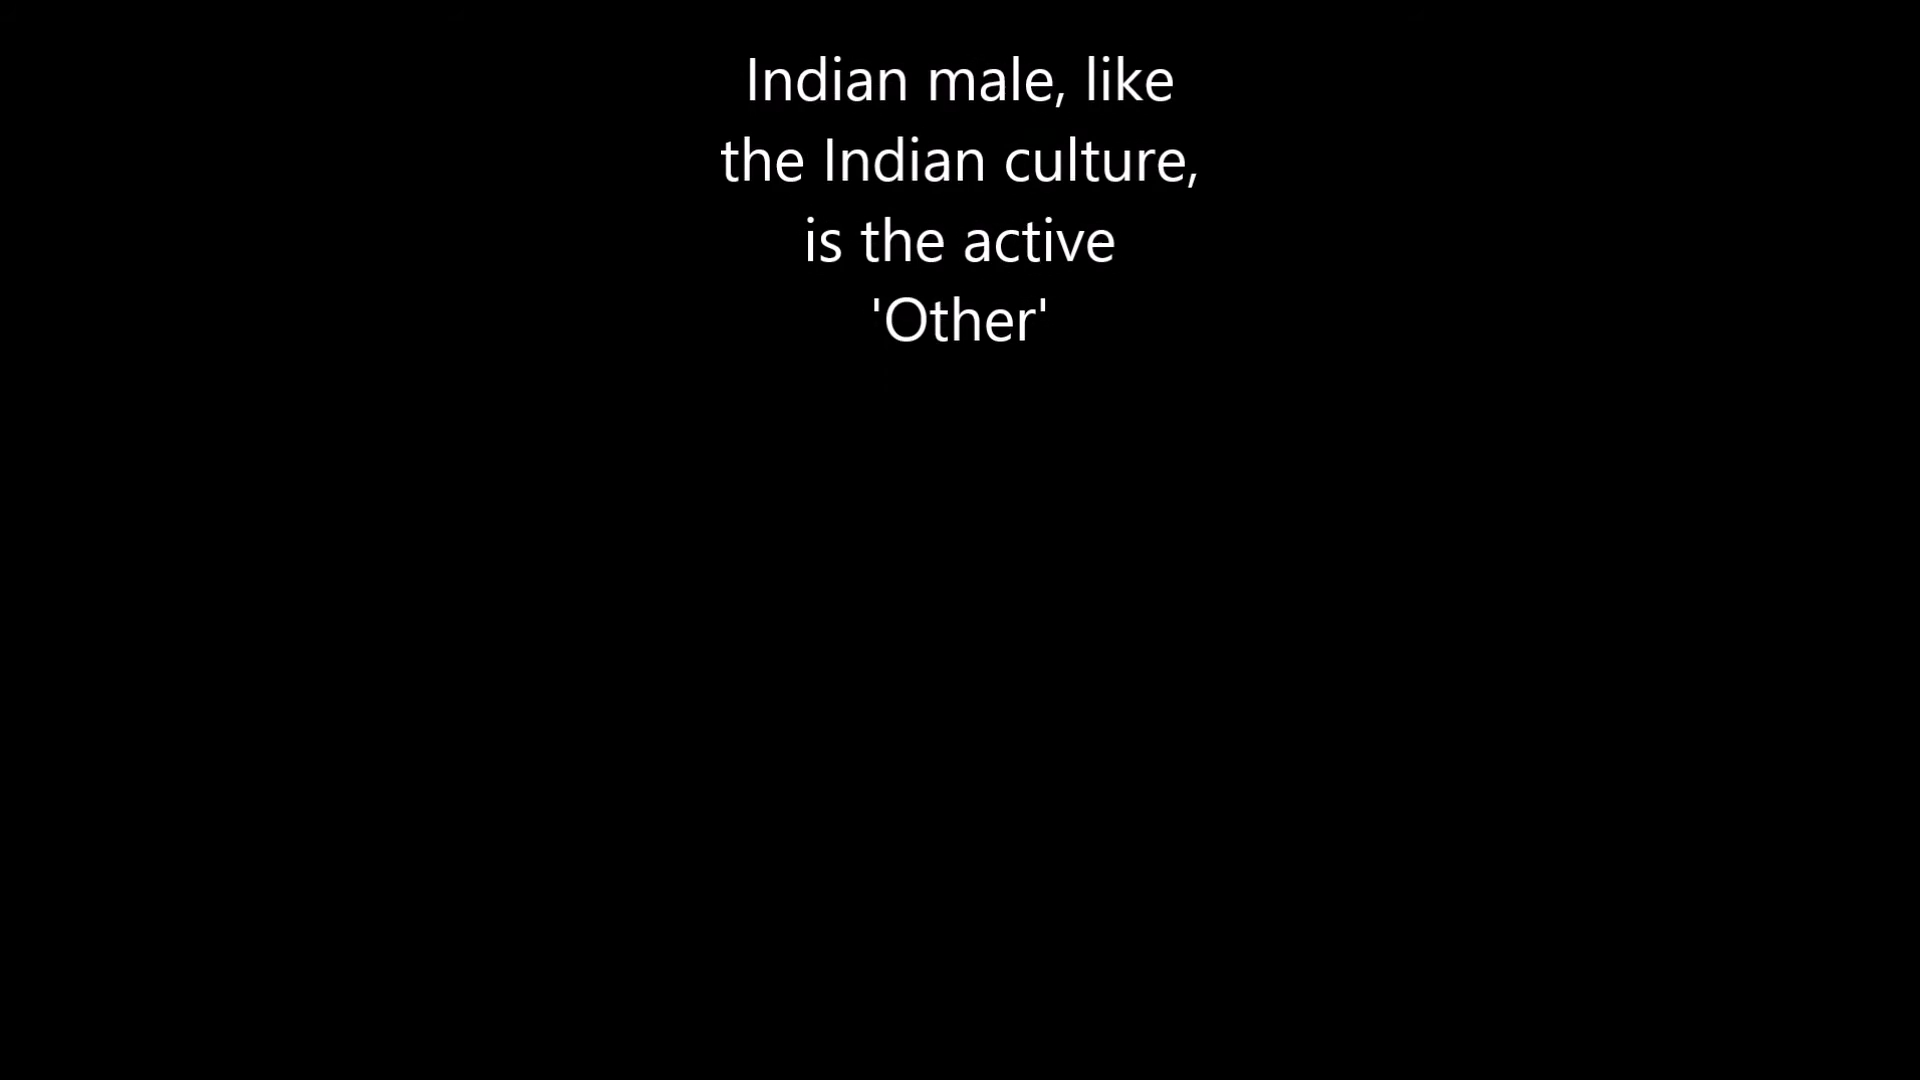 Indian male, like
the Indian culture,
is the active
'Other'